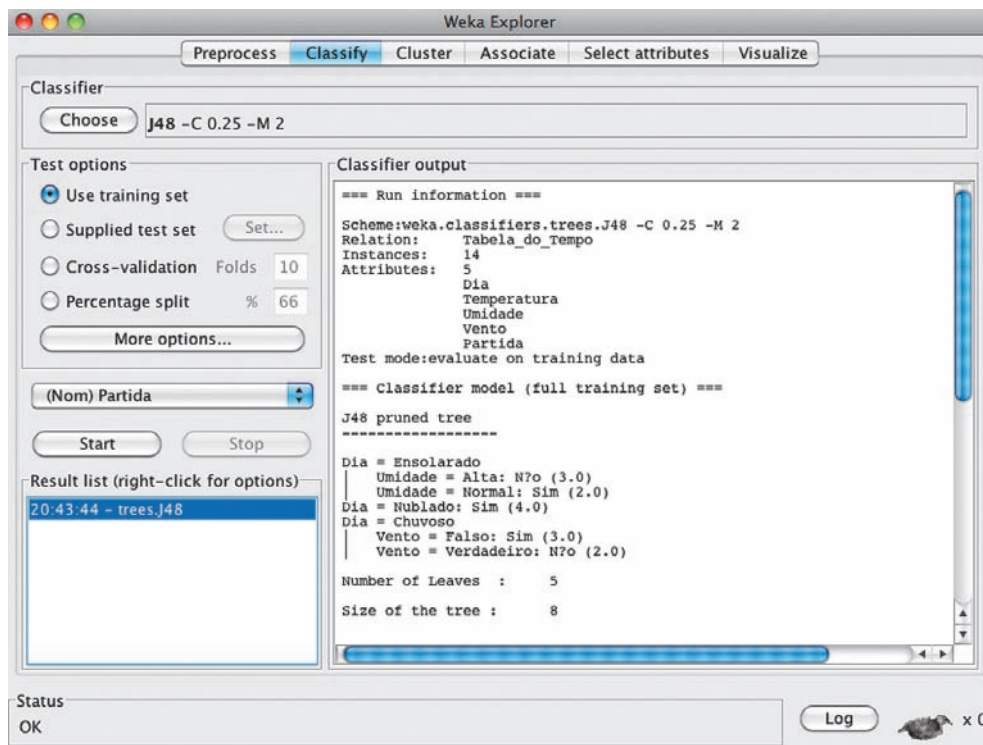 Weka Explorer
Preprocess Classify Cluster Associate Select attributes Visualize
Classifier
Choose J48 -C 0.25 -M 2
Test options
Use training set
Supplied test set Set...
Cross-validation Folds 10
Percentage split % 66
More options...
(Nom) Partida
Start Stop
Result list (right-click for options)
20:43:44 - trees.J48
Classifier output
=== Run information ===
Scheme:weka.classifiers.trees.J48 -C 0.25 -M 2
Relation: Tabela_do_Tempo
Instances: 14
Attributes: 5
Dia
Temperatura
Umidade
Vento
Partida
Test mode:evaluate on training data
=== Classifier model (full training set) ===
J48 pruned tree
------------------
Dia = Ensolarado
| Umidade = Alta: N?o (3.0)
| Umidade = Normal: Sim (2.0)
Dia = Nublado: Sim (4.0)
Dia = Chuvoso
| Vento = Falso: Sim (3.0)
| Vento = Verdadeiro: N?o (2.0)
Number of Leaves : 5
Size of the tree : 8
Status
OK
Log
x 0